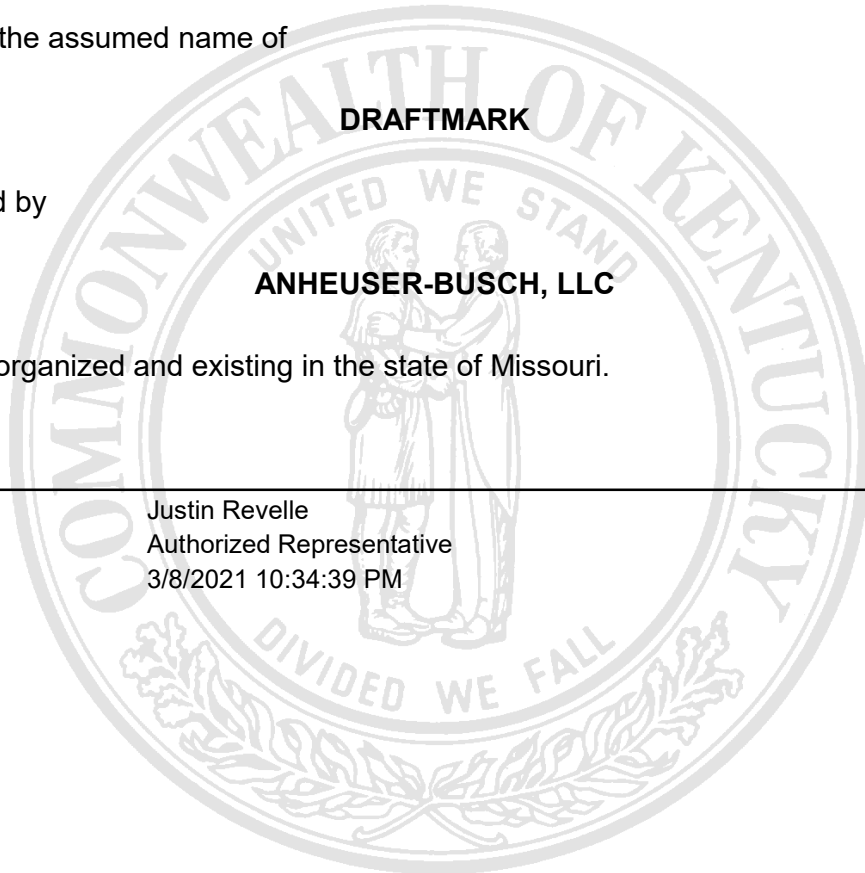 the assumed name of
DRAFTMARK
d by
ANHEUSER-BUSCH, LLC
organized and existing in the state of Missouri.
Justin Revelle
Authorized Representative
3/8/2021 10:34:39 PM
COMMONWEALTH OF KENTUCKY
UNITED WE STAND
DIVIDED WE FALL